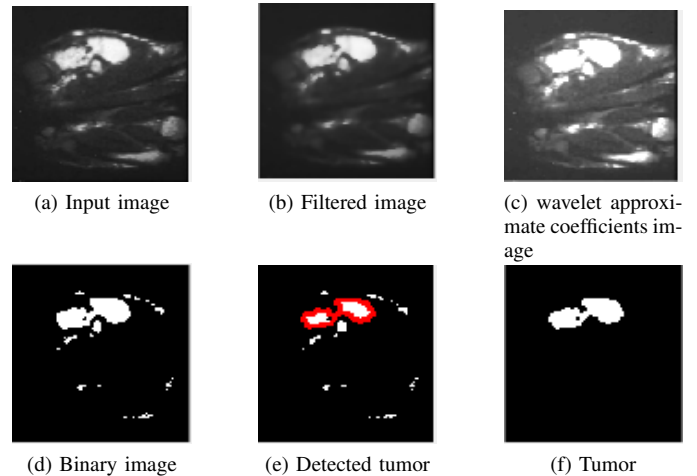 (a) Input image
(b) Filtered image
(c) wavelet approxi-
mate coefficients im-
age
(d) Binary image
(e) Detected tumor
(f) Tumor